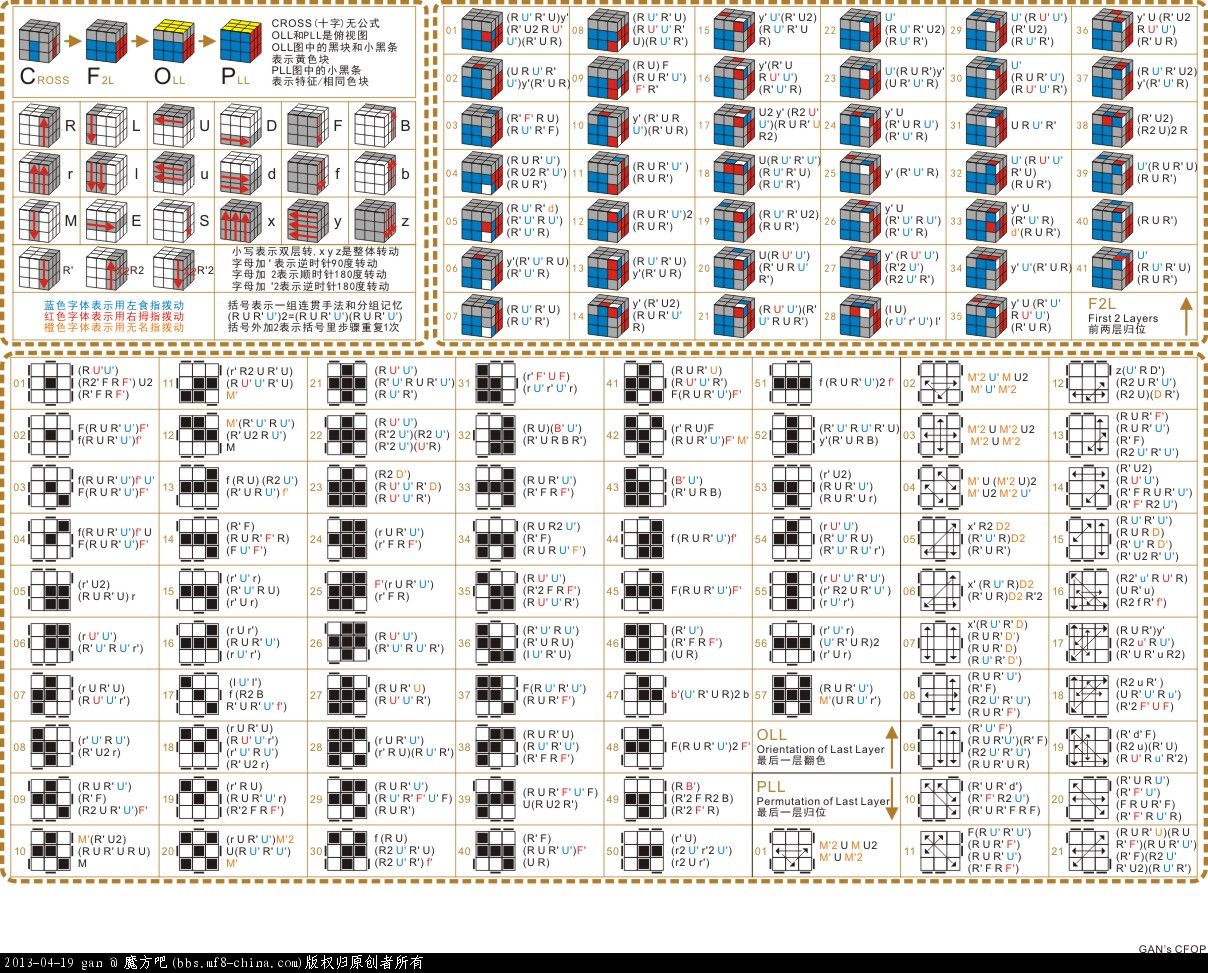 CROSS
F2L
OLL
PLL
CROSS(十字)无公式
OLL和PLL是俯视图
OLL图中的黑块和小黑条
表示黄色块
PLL图中的小黑条
表示特征/相同色块
R L U D F B
r l u d f b
M E S x y z
R' R2 R'2
小写表示双层转, x y z是整体转动
字母加 ' 表示逆时针90度转动
字母加 2表示顺时针180度转动
字母加 '2表示逆时针180度转动
蓝色字体表示用左食指拨动
红色字体表示用右拇指拨动
橙色字体表示用无名指拨动
括号表示一组连贯手法和分组记忆
(R U R' U')2=(R U R' U')(R U R' U')
括号外加2表示括号里步骤重复1次
01
(R U' R' U)y'
(R' U2 R U'
U')(R' U R)
02
(U R U' R'
U')y'(R' U R)
03
(R' F' R U)
(R U' R' F)
04
(R U R' U')
(R U2 R' U')
(R U R')
05
(R U' R' d)
(R' U' R U')
(R' U' R)
06
y'(R' U' R U)
(R' U' R)
07
(R U' R' U)
(R U' R')
08
(R U' R' U)
(R U' U' R'
U)(R U' R')
09
(R U) F
(R U R' U')
F' R'
10
y' (R' U R
U')(R' U R)
11
(R U R' U' )
(R U R')
12
(R U R' U')2
(R U R')
13
(R U' R' U)
y'(R' U R)
14
(R' U2)
(R' U' R U'
R)
15
y' U'
(R' U R' U'
R)
16
y'(R' U
R U' U')
(R' U R)
17
U2 y' (R2 U'
U')(R U R' U
R2)
18
U(R U' R' U')
(R U' R' U')
(R U' R')
19
(R U' R' U2)
(R U R')
20
U(R U' R')
(R U' R' U')
(R U' R')
21
(R U' U')(R'
U' R U R')
22
U'
(R U' R' U)
(R U R')
23
U'(R U R')y'
(U R' U' R)
24
y' U
(R U R' U')
(R' U' R)
25
y' (R' U' R)
26
y' U
(R' U' R U')
(R' U' R)
27
y' U' (R U' R')
(R' U2 U')
(R' U R)
28
(l U)
(r U' r' U') l'
29
U'
(R U' R' U)
(R U R')
30
U' (R U' U')
(R' U
R U R')
31
U R U' R'
32
U' (R U U'
R' U
R U' R')
33
y' U
(R' U' R)
d'(R U R')
34
y' U'(R' U R)
35
y' U (R' U'
R U' U')
(R' U R)
36
y' U (R' U2
R U' U')
(R' U R)
37
(R U' R' U2)
y' (R' U' R)
38
(R' U2)
(R2 U)2 R
39
U'(R U R' U)
(R U R')
40
(R U R')
41
U'
(R U' R' U)
(R U' R')
F2L
First 2 Layers
前两层归位
01
(R U'U')
(R2' F R F') U2
(R' F R F')
02
F(R U R' U')F'
f(R U R' U')f'
03
f(R U R' U')f' U'
F(R U R' U')F'
04
f(R U R' U')f' U
F(R U R' U')F'
05
(r' U2)
(R U R' U) r
06
(r U' U')
(R' U' R U' r')
07
(r U R' U)
(R U' U' r')
08
(r' U' R U')
(R' U2 r)
09
(R U R' U')
(R' F)
(R2 U R' U')F'
10
M'(R' U2)
(R U R' U R U)
M
11
(r' R2 U R' U)
(R U' U' R' U)
M'
12
M'(R' U' R U')
(R' U2 R U')
M
13
f (R U) (R2 U')
(R' U R U') f'
14
(R' F)
(R U R' F' R)
(F U' F')
15
(r' U' r)
(R' U' R U)
(r' U r)
16
(r U r')
(R U R' U')
(r U' r')
17
(l U' l')
f (R2 B
R' U R' U' f')
18
(r U R' U)
(R U' U' r')
(r' U' R U')
(R' U2 r)
19
(r' R U)
(R U R' U' r)
(R'2 F R F')
20
(r U R' U')M'2
U(R U' R' U')
M'
21
(R U' U')
(R' U' R U R' U')
(R U' R')
22
(R U' U')
(R'2 U')(R2 U')
(R'2 U')(U'R)
23
(R2 D')
(R U' U' R' D)
(R U' U' R')
24
(r U R' U')
(r' F R F')
25
F'(r U R' U')
(r' F R)
26
(R U' U')
(R' U' R U' R')
27
(R U R' U)
(R U' U' R')
28
(r U R' U')
(r' R U)(R U' R')
29
(R U R' U')
(R U' R' F' U' F)
(R U R')
30
f (R U)
(R2 U' R' U)
(R2 U' R') f'
31
(r' F' U F)
(r U' r' U' r)
32
(R U)(B' U')
(R' U R B R')
33
(R U R' U')
(R' F R F')
34
(R U R2 U')
(R' F)
(R U R U' F')
35
(R U' U')
(R'2 F R F')
(R U' U' R')
36
(R' U' R U')
(R' U R U)
(l U' R' U)
37
F(R U' R' U')
(R U R' F')
38
(R U R' U)
(R U' R' U')
(R' F R F')
39
(R U R' F' U' F)
U(R U2 R')
40
(R' F)
(R U R' U')F'
(U R)
41
(R U R' U)
(R U' U' R')
F(R U R' U')F'
42
(r' R U)F
(R U R' U')F' M'
43
(B' U')
(R' U R B)
44
f (R U R' U')f'
45
F(R U R' U')F'
46
(R' U')
(R' F R F')
(U R)
47
b'(U' R' U R)2 b
48
F(R U R' U')2 F'
49
(R B')
(R'2 F R2 B)
(R'2 F' R)
50
(r' U)
(r2 U' r'2 U')
(r2 U r')
51
f (R U R' U')2 f'
52
(R' U' R U' R' U)
y'(R' U R B)
53
(r' U2)
(R U R' U')
(R U R' U r)
54
(r U' U')
(R' U' R U)
(R' U' R U' r')
55
(r U' U' R' U')
(r' R2 U R' U')
(r U' r')
56
(r' U' r)
(U' R' U R)2
(r' U r)
57
(R U R' U')
M'(U R U' r')
OLL
Orientation of Last Layer
最后一层翻色
PLL
Permutation of Last Layer
最后一层归位
01
M'2 U M U2
M' U M'2
02
M'2 U' M U2
M' U' M'2
03
M'2 U M'2 U2
M'2 U M'2
04
M' U (M'2 U)2
M' U2 M'2 U'
05
x' R2 D2
(R' U' R)D2
(R' U R')
06
x' (R U' R)D2
(R' U R)D2 R'2
07
x'(R U' R' D)
(R U R' D')
(R U R' D)
(R U' R' D')
08
(R U R' U')
(R' F)
(R2 U' R' U')
(R U R' F')
09
(R' U' F')
(R U R'U')(R' F)
(R2 U' R' U')
(R U R' U R)
10
(R' U R' d')
(R' F' R2 U')
(R' U R' F R F)
11
F(R U' R' U')
(R U R' F')
(R U R' U')
(R' F R F')
12
z(U' R D')
(R2 U R' U')
(R2 U)(D R')
13
(R U R' F')
(R U R' U')
(R' F)
(R2 U' R' U')
14
(R' U2)
(R U' U')
(R' F R U R' U')
(R' F' R2 U')
15
(R U' R' U')
(R U R D)
(R' U' R D')
(R' U2 R' U')
16
(R2' u' R U' R)
(U R' u)
(R2 f R' f')
17
(R U R')y'
(R2 u' R U')
(R' U R' u R2)
18
(R2 u R' )
(U R' U' R u')
(R'2 F' U F)
19
(R' d' F)
(R2 u)(R' U)
(R U' R u' R'2)
20
(R' U R U')
(R' F' U')
(F R U R' F)
(R' F' R U' R)
21
(R U R' U)(R U
R' F')(R U R' U')
(R' F)(R2 U'
R' U2)(R U' R')
GAN's CFOP
2013-04-19 gan @ 魔方吧(bbs.mf8-china.com)版权归原创者所有